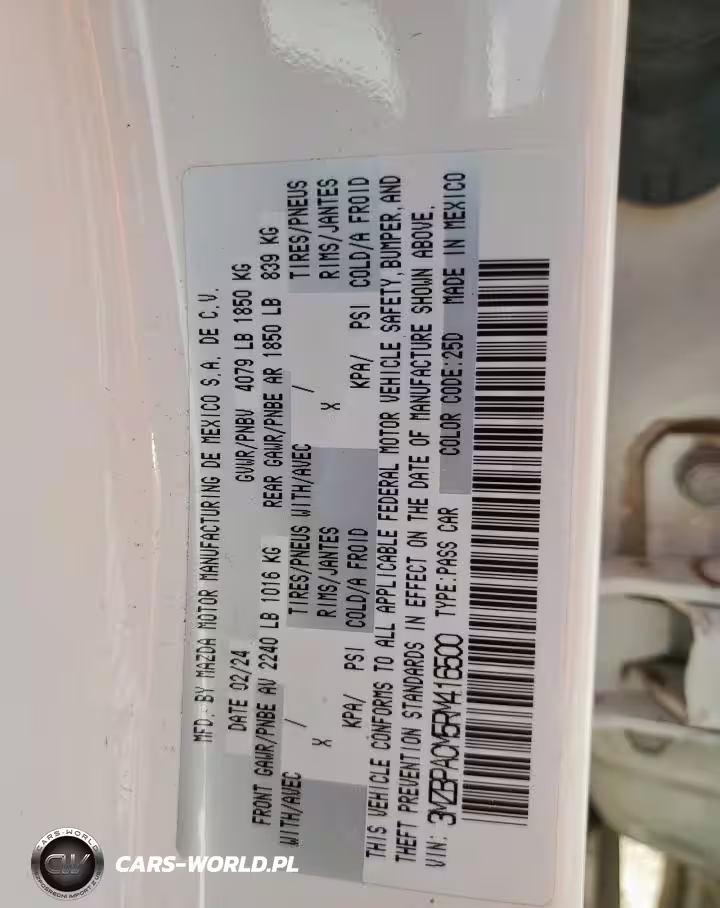 MFD. BY MAZDA MOTOR MANUFACTURING DE MEXICO S.A. DE C.V.
DATE 02/24 GVWR/PNBV 4079 LB 1850 KG
FRONT GAWR/PNBE AV 2240 LB 1016 KG REAR GAWR/PNBE AR 1850 LB 839 KG
WITH/AVEC TIRES/PNEUS WITH/AVEC TIRES/PNEUS
X / RIMS/JANTES X / RIMS/JANTES
KPA/ PSI COLD/A FROID KPA/ PSI COLD/A FROID
THIS VEHICLE CONFORMS TO ALL APPLICABLE FEDERAL MOTOR VEHICLE SAFETY, BUMPER, AND
THEFT PREVENTION STANDARDS IN EFFECT ON THE DATE OF MANUFACTURE SHOWN ABOVE.
VIN: 3MZBPACM5RM416500 TYPE:PASS CAR COLOR CODE:25D MADE IN MEXICO
CARS-WORLD
CW
CARS-WORLD.PL